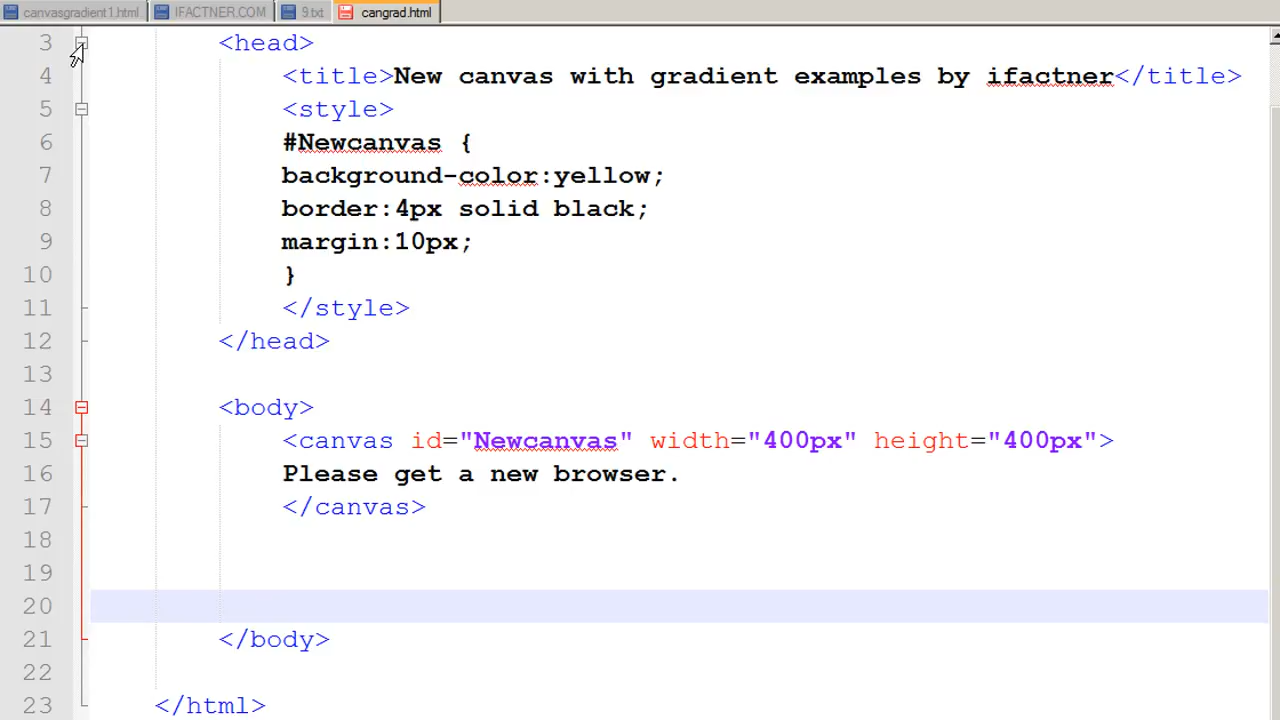 canvasgradient1.html IFACTNER.COM 9.txt cangrad.html
3 <head>
4 <title>New canvas with gradient examples by ifactner</title>
5 <style>
6 #Newcanvas {
7 background-color:yellow;
8 border:4px solid black;
9 margin:10px;
10 }
11 </style>
12 </head>
13
14 <body>
15 <canvas id="Newcanvas" width="400px" height="400px">
16 Please get a new browser.
17 </canvas>
18
19
20
21 </body>
22
23 </html>